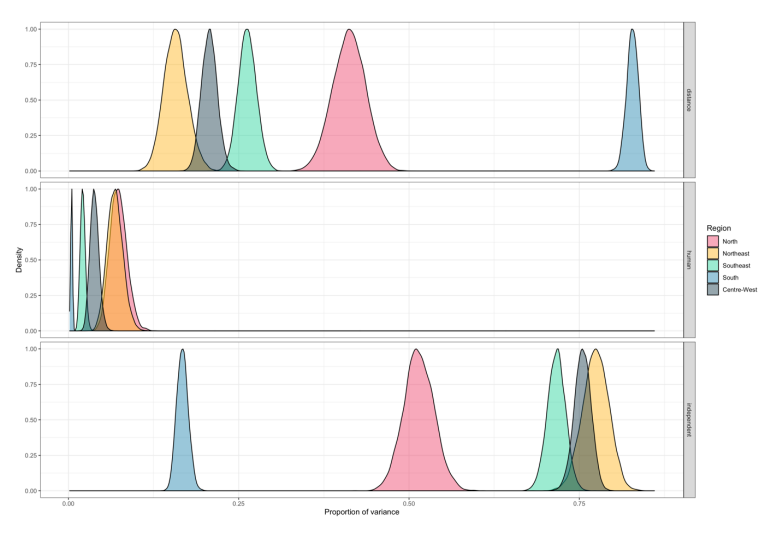 1.00
0.75
0.50
0.25
0.00
distance
1.00
0.75
0.50
0.25
0.00
human
1.00
0.75
0.50
0.25
0.00
independent
Density
0.00 0.25 0.50 0.75
Proportion of variance
Region
North
Northeast
Southeast
South
Centre-West